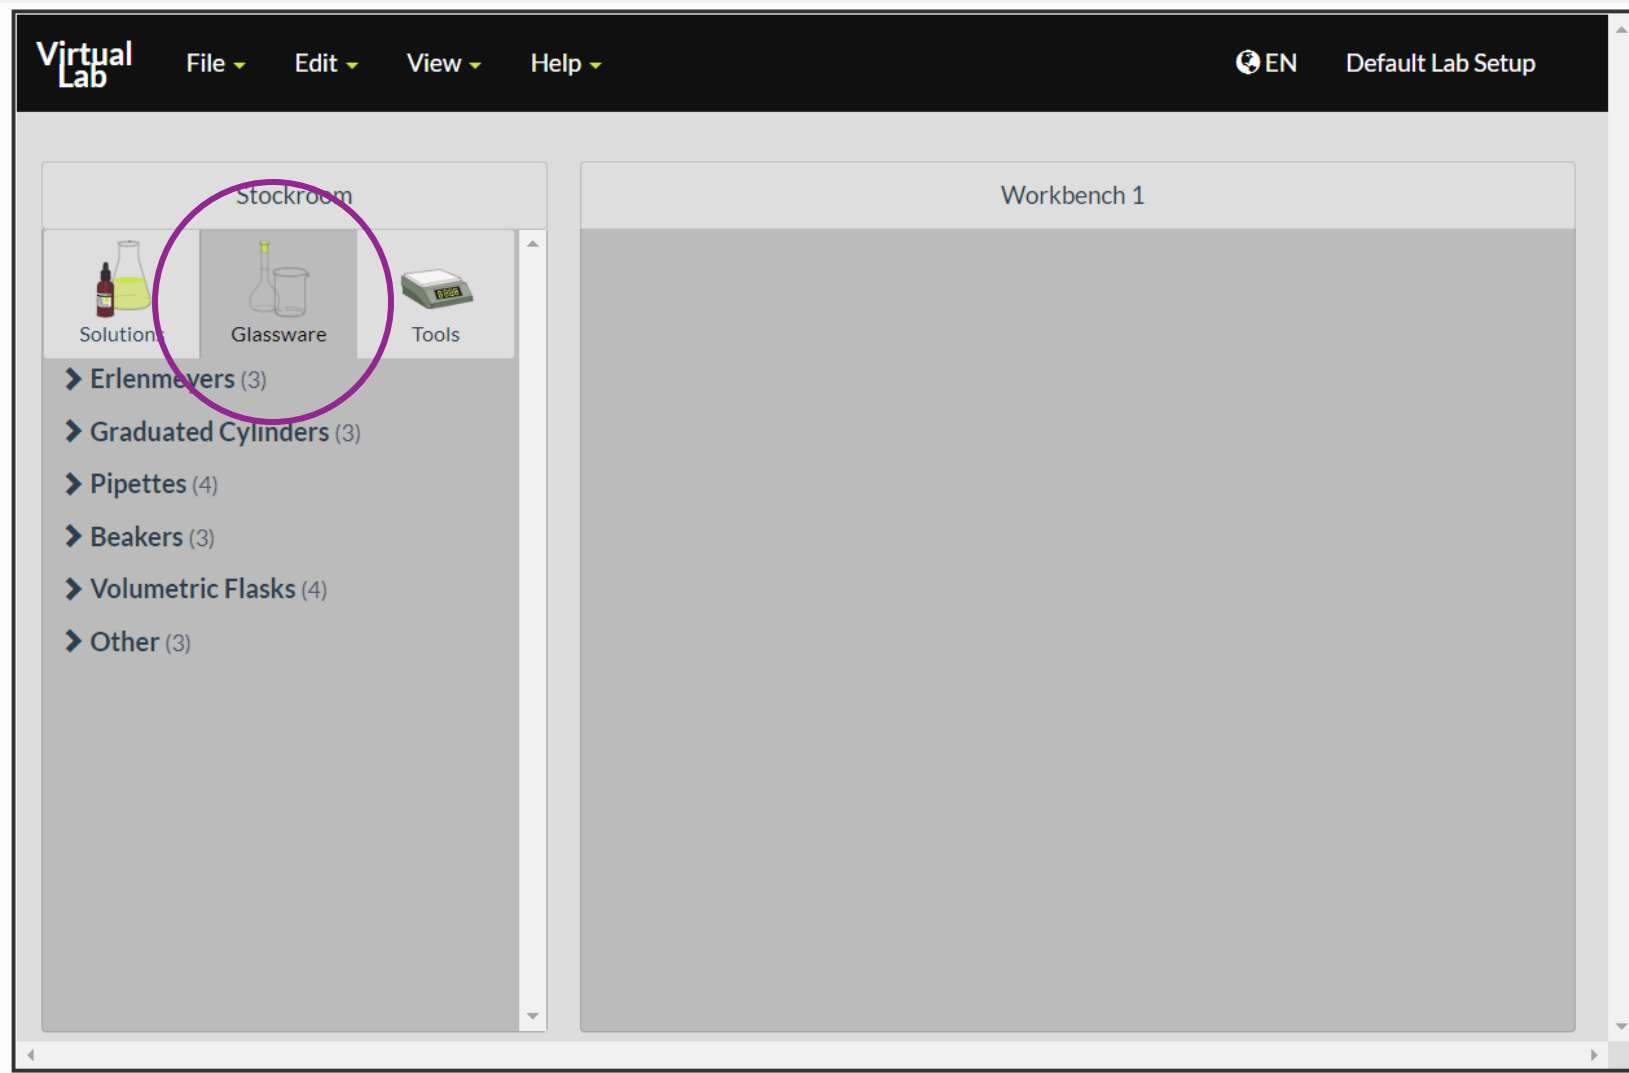 Virtual Lab
File
Edit
View
Help
EN
Default Lab Setup
Stockroom
Workbench 1
Solutions
Glassware
Tools
Erlenmeyers (3)
Graduated Cylinders (3)
Pipettes (4)
Beakers (3)
Volumetric Flasks (4)
Other (3)